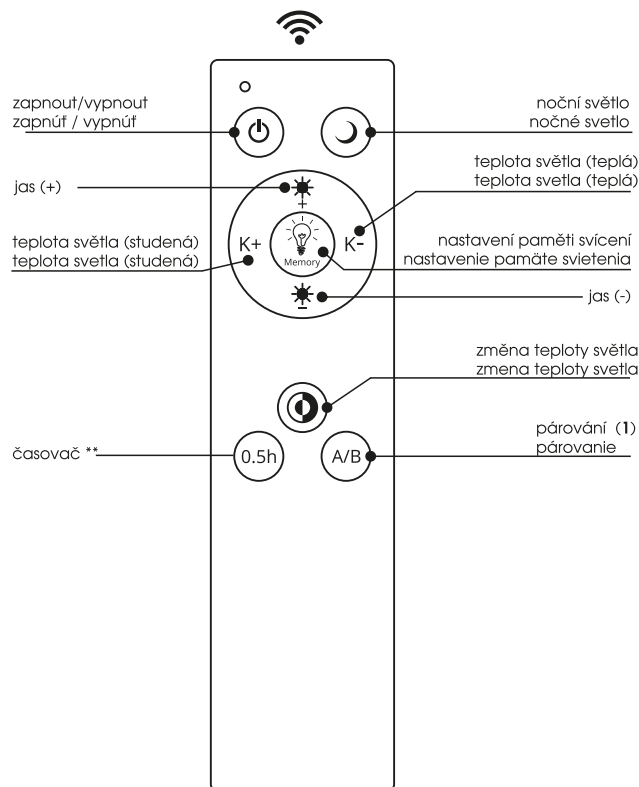 zapnout/vypnout
zapnúť / vypnúť
noční světlo
nočné svetlo
teplota světla (teplá)
teplota svetla (teplá)
jas (+)
+
K+
K-
Memory
teplota světla (studená)
teplota svetla (studená)
nastavení paměti svícení
nastavenie pamäte svietenia
jas (-)
změna teploty světla
zmena teploty svetla
časovač **
0.5h
A/B
párování (1)
párovanie